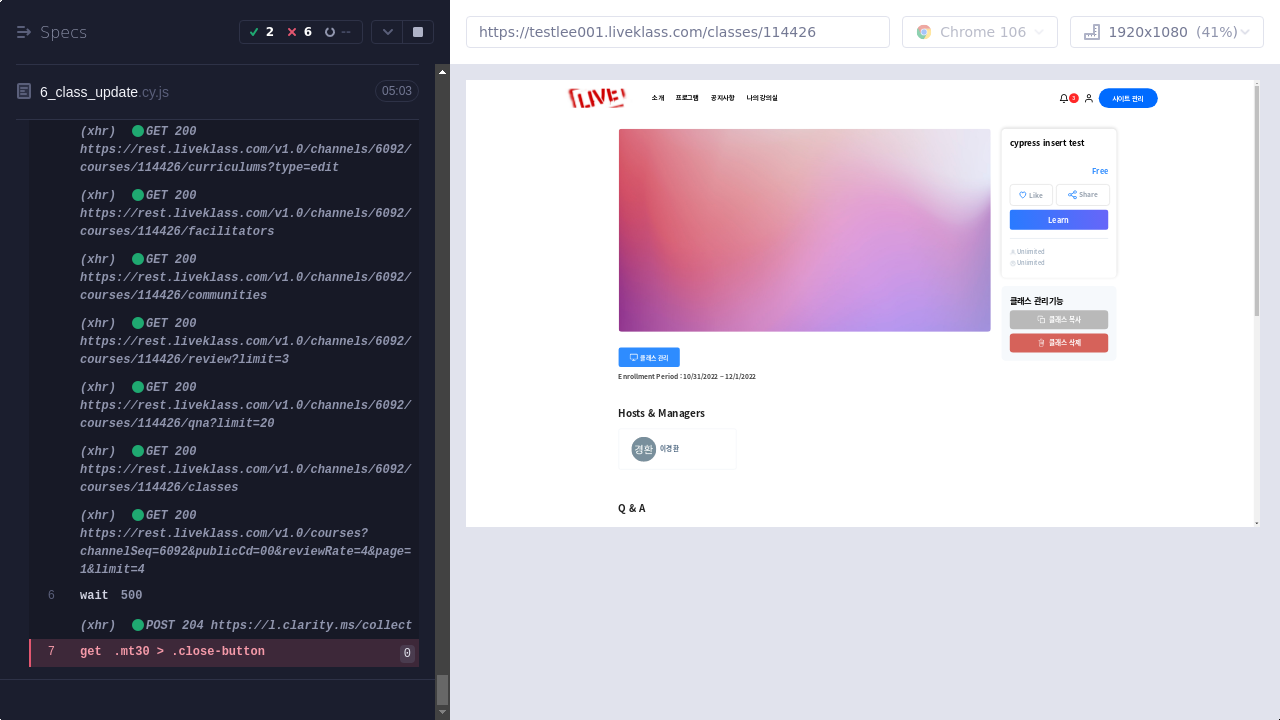 Specs
2
6
--
6_class_update.cy.js
05:03
(xhr) GET 200
https://rest.liveklass.com/v1.0/channels/6092/
courses/114426/curriculums?type=edit
(xhr) GET 200
https://rest.liveklass.com/v1.0/channels/6092/
courses/114426/facilitators
(xhr) GET 200
https://rest.liveklass.com/v1.0/channels/6092/
courses/114426/communities
(xhr) GET 200
https://rest.liveklass.com/v1.0/channels/6092/
courses/114426/review?limit=3
(xhr) GET 200
https://rest.liveklass.com/v1.0/channels/6092/
courses/114426/qna?limit=20
(xhr) GET 200
https://rest.liveklass.com/v1.0/channels/6092/
courses/114426/classes
(xhr) GET 200
https://rest.liveklass.com/v1.0/courses?
channelSeq=6092&publicCd=00&reviewRate=4&page=
1&limit=4
6 wait 500
(xhr) POST 204 https://l.clarity.ms/collect
7 get .mt30 > .close-button 0
https://testlee001.liveklass.com/classes/114426
Chrome 106
1920x1080 (41%)
LIVE!
소개 프로그램 공지사항 나의 강의실
3
사이트 관리
cypress insert test
Free
Like
Share
Learn
Unlimited
Unlimited
클래스 관리 기능
클래스 복사
클래스 삭제
클래스 관리
Enrollment Period : 10/31/2022 ~ 12/1/2022
Hosts & Managers
경환
이경환
Q & A